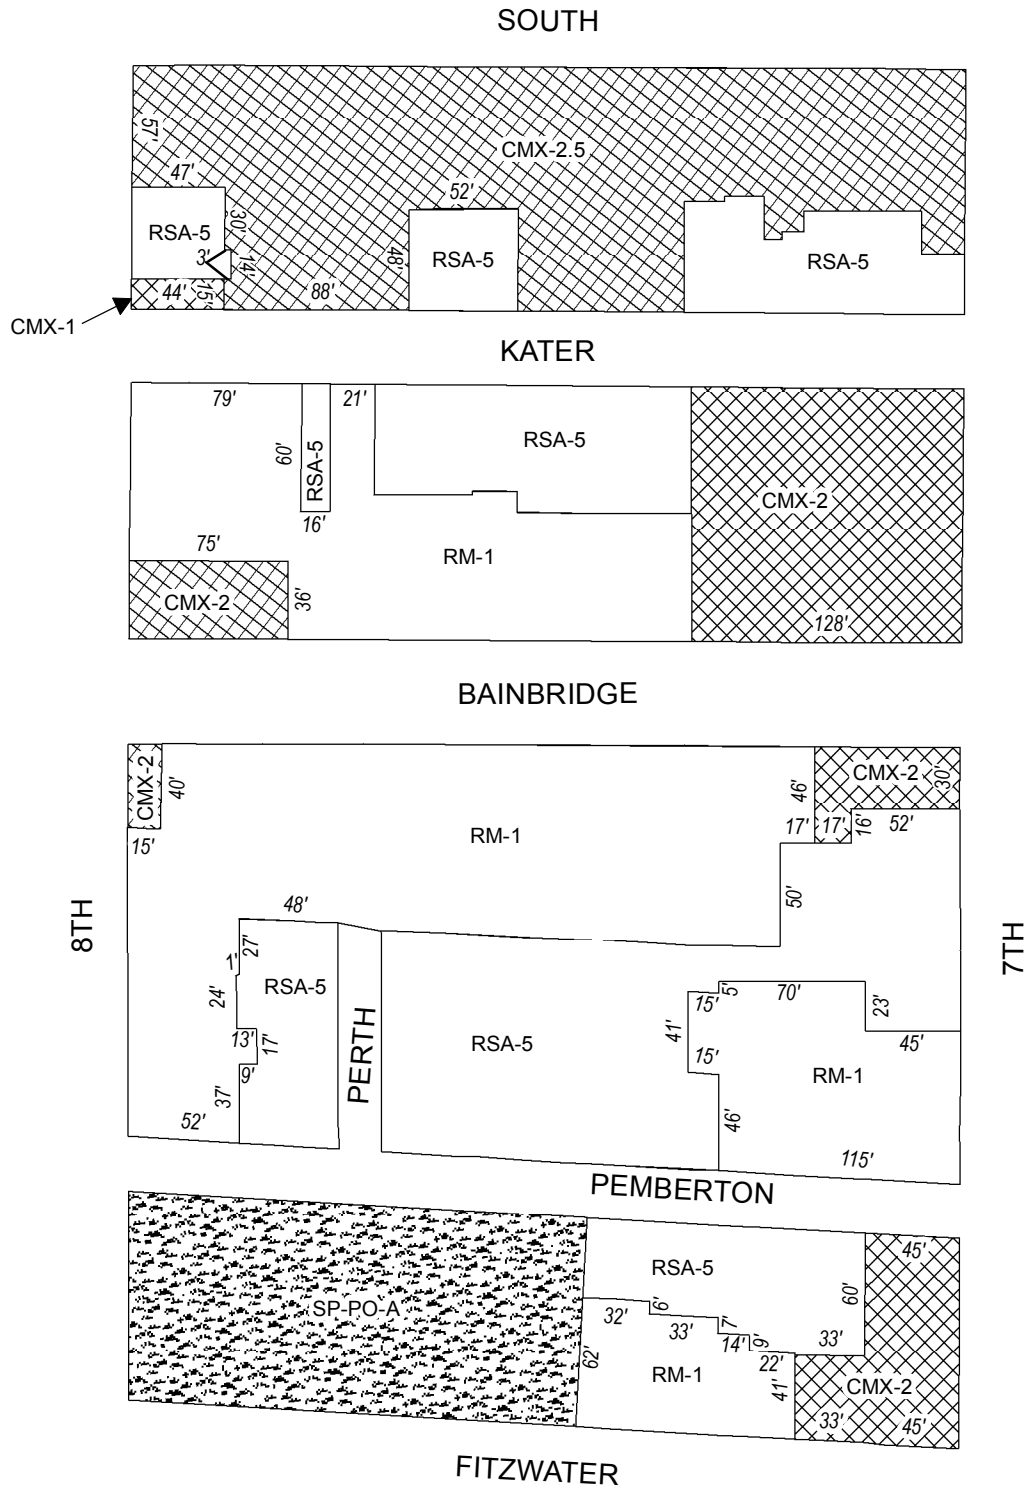 SOUTH
57'
CMX-2.5
47'
52'
30'
RSA-5
3'
14'
48'
RSA-5
RSA-5
44'
15'
88'
CMX-1
KATER
79'
21'
60'
RSA-5
RSA-5
16'
CMX-2
75'
RM-1
36'
CMX-2
128'
BAINBRIDGE
CMX-2
40'
46'
CMX-2
30'
15'
RM-1
17'
17'
16'
52'
8TH
48'
50'
7TH
27'
1'
RSA-5
24'
13'
17'
9'
37'
52'
PERTH
RSA-5
15'
5'
70'
23'
41'
45'
15'
RM-1
46'
115'
PEMBERTON
45'
RSA-5
60'
SP-PO-A
6'
32'
33'
7'
14'
9'
33'
62'
22'
RM-1
41'
CMX-2
33'
45'
FITZWATER